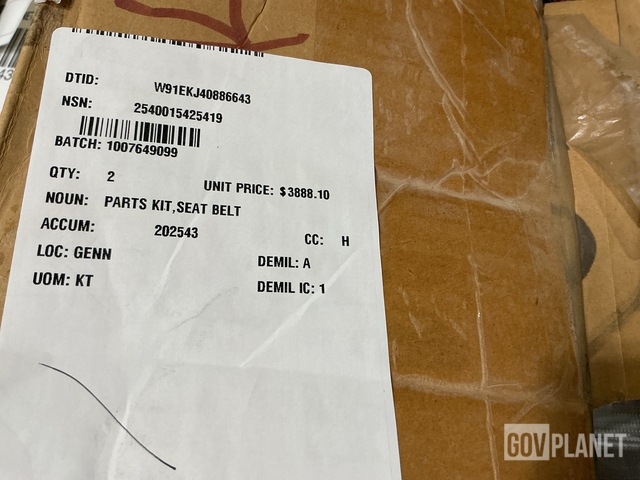 DTID: W91EKJ40886643
NSN: 2540015425419
BATCH: 1007649099
QTY: 2
UNIT PRICE: $3888.10
NOUN: PARTS KIT,SEAT BELT
ACCUM: 202543
CC: H
LOC: GENN
DEMIL: A
UOM: KT
DEMIL IC: 1
GOVPLANET